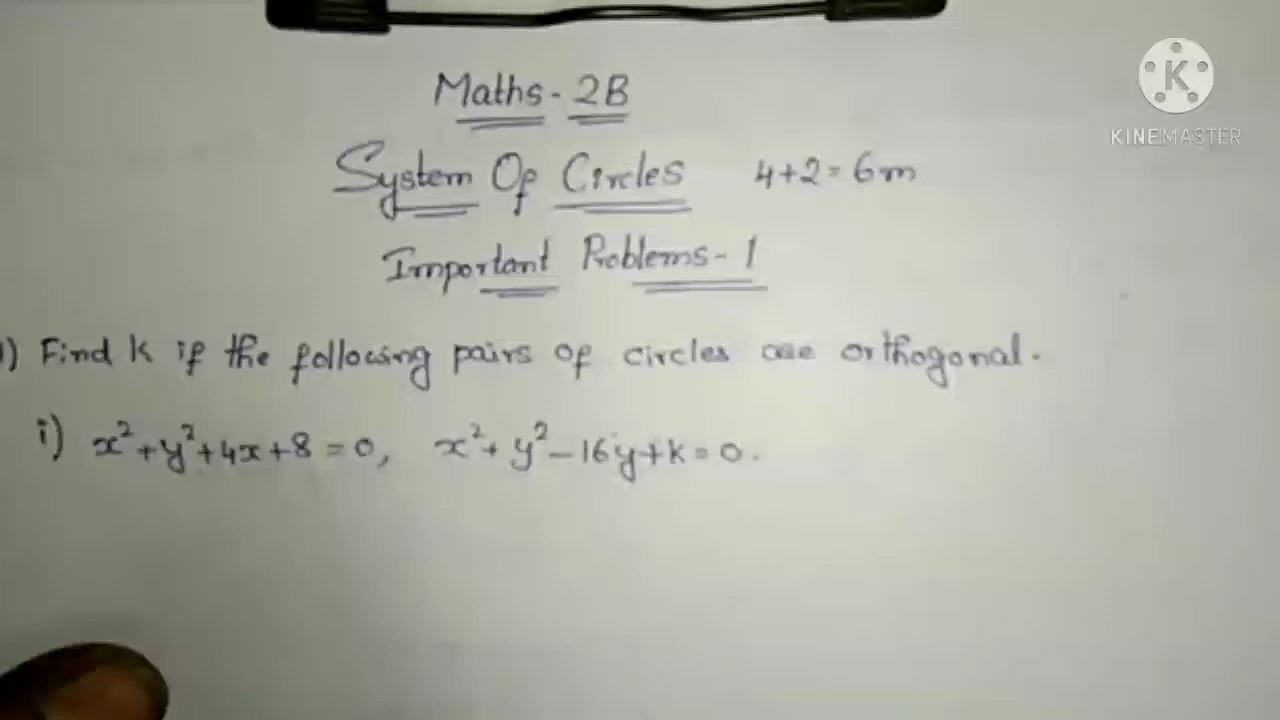 Maths - 2B
System Of Circles 4+2=6m
Important Problems - 1
1) Find k if the following pairs of circles are orthogonal.
i) x²+y²+4x+8=0, x²+y²-16y+k=0.
K
KINEMASTER